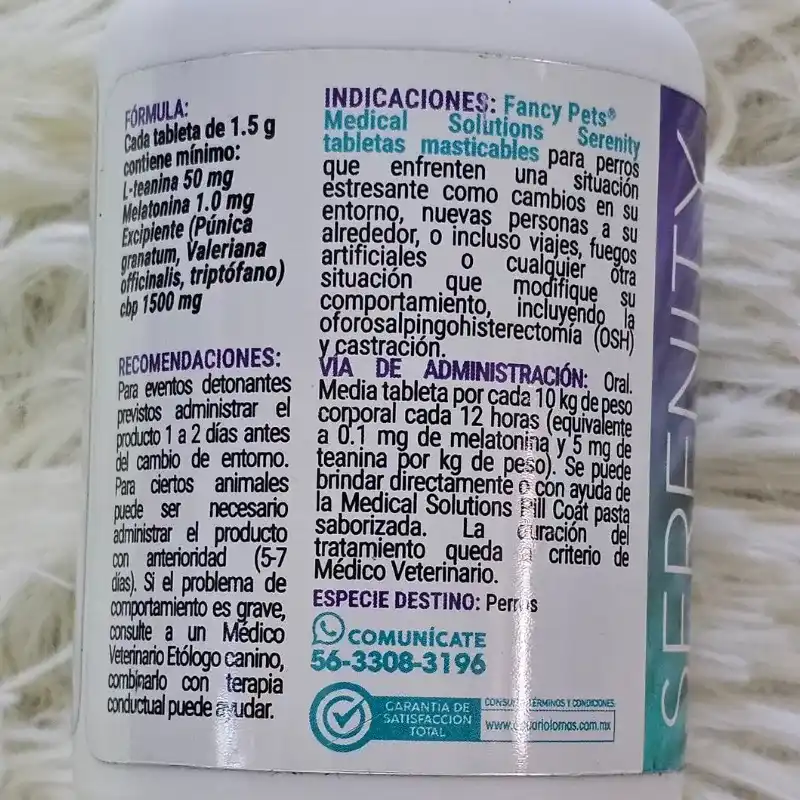 FÓRMULA:
Cada tableta de 1.5 g
contiene mínimo:
L-teanina 50 mg
Melatonina 1.0 mg
Excipiente (Púnica
granatum, Valeriana
officinalis, triptófano)
cbp 1500 mg
RECOMENDACIONES:
Para eventos detonantes
previstos administrar el
producto 1 a 2 días antes
del cambio de entorno.
Para ciertos animales
puede ser necesario
administrar el producto
con anterioridad (5-7
días). Si el problema de
comportamiento es grave,
consulte a un Médico
Veterinario Etólogo canino,
combinarlo con terapia
conductual puede ayudar.
INDICACIONES: Fancy Pets®
Medical Solutions Serenity
tabletas masticables para perros
que enfrenten una situación
estresante como cambios en su
entorno, nuevas personas a su
alrededor, o incluso viajes, fuegos
artificiales o cualquier otra
situación que modifique su
comportamiento, incluyendo la
oforosalpingohisterectomía (OSH)
y castración.
VÍA DE ADMINISTRACIÓN: Oral.
Media tableta por cada 10 kg de peso
corporal cada 12 horas (equivalente
a 0.1 mg de melatonina y 5 mg de
teanina por kg de peso). Se puede
brindar directamente o con ayuda de
la Medical Solutions Pill Coat pasta
saborizada. La duración del
tratamiento queda a criterio de
Médico Veterinario.
ESPECIE DESTINO: Perros
COMUNÍCATE
56-3308-3196
GARANTIA DE
SATISFACCION
TOTAL
TÉRMINOS Y CONDICIONES
SERENITY